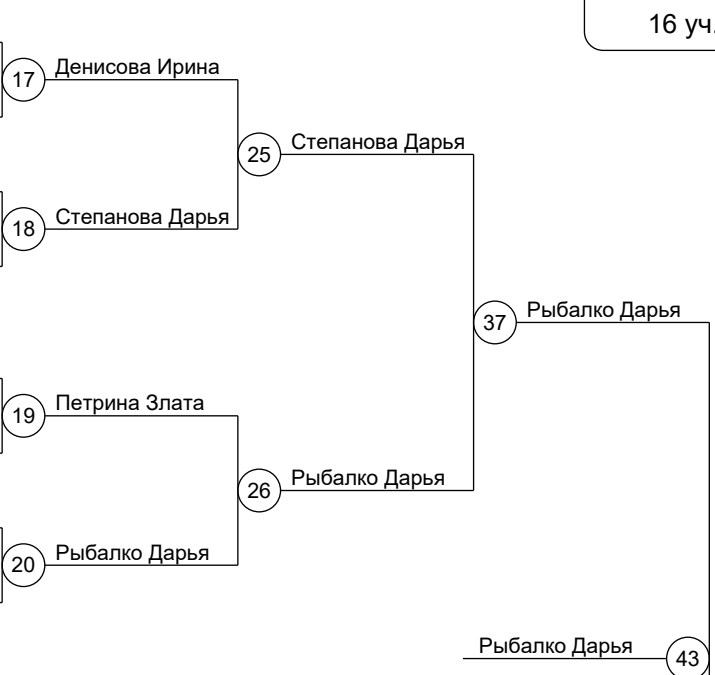 16 уч.
17
Денисова Ирина
25
Степанова Дарья
18
Степанова Дарья
37
Рыбалко Дарья
19
Петрина Злата
26
Рыбалко Дарья
20
Рыбалко Дарья
Рыбалко Дарья
43